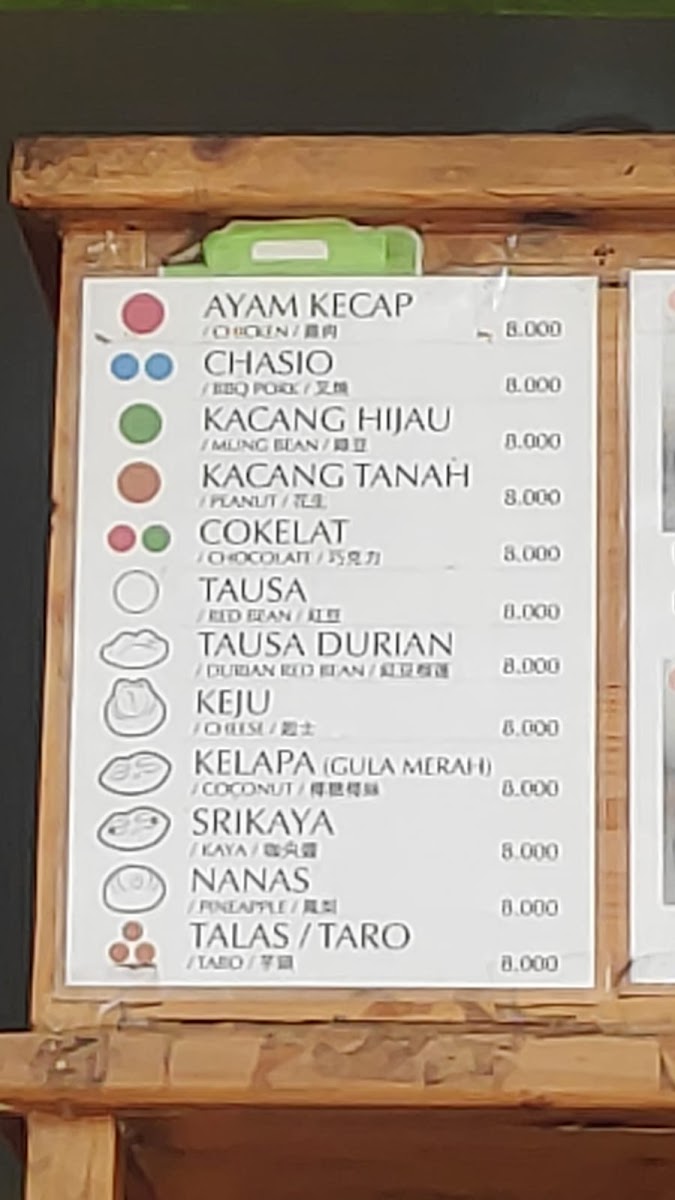 AYAM KECAP
/ CHICKEN / 雞肉 8.000
CHASIO
/ BBQ PORK / 叉燒 8.000
KACANG HIJAU
/ MUNG BEAN / 綠豆 8.000
KACANG TANAH
/ PEANUT / 花生 8.000
COKELAT
/ CHOCOLATE / 巧克力 8.000
TAUSA
/ RED BEAN / 紅豆 8.000
TAUSA DURIAN
/ DURIAN RED BEAN / 紅豆榴蓮 8.000
KEJU
/ CHEESE / 起士 8.000
KELAPA (GULA MERAH)
/ COCONUT / 椰糖椰絲 8.000
SRIKAYA
/ KAYA / 咖央醬 8.000
NANAS
/ PINEAPPLE / 鳳梨 8.000
TALAS / TARO
/ TARO / 芋頭 8.000